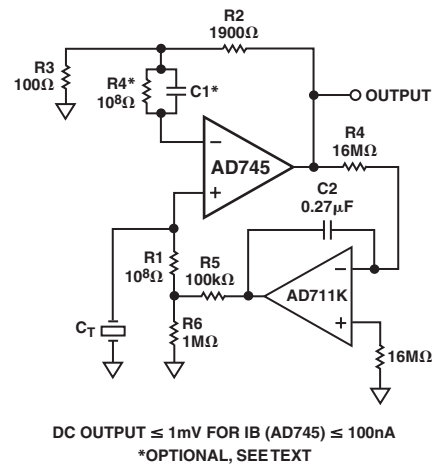 R2
1900Ω
R3
100Ω
R4*
10⁸Ω
C1*
OUTPUT
AD745
R4
16MΩ
C2
0.27µF
R1
10⁸Ω
R5
100kΩ
AD711K
CT
R6
1MΩ
16MΩ
DC OUTPUT ≤ 1mV FOR IB (AD745) ≤ 100nA
*OPTIONAL, SEE TEXT